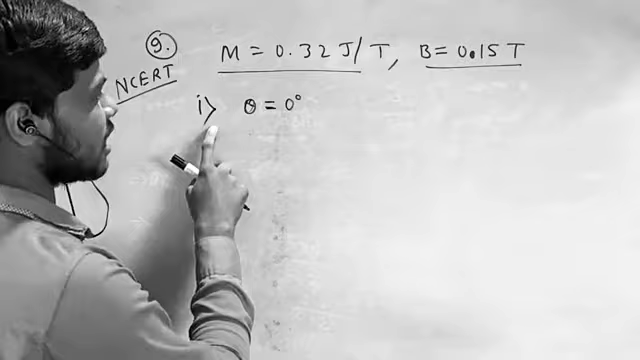 9. M = 0.32 J/T, B = 0.15 T
NCERT
i> θ = 0°